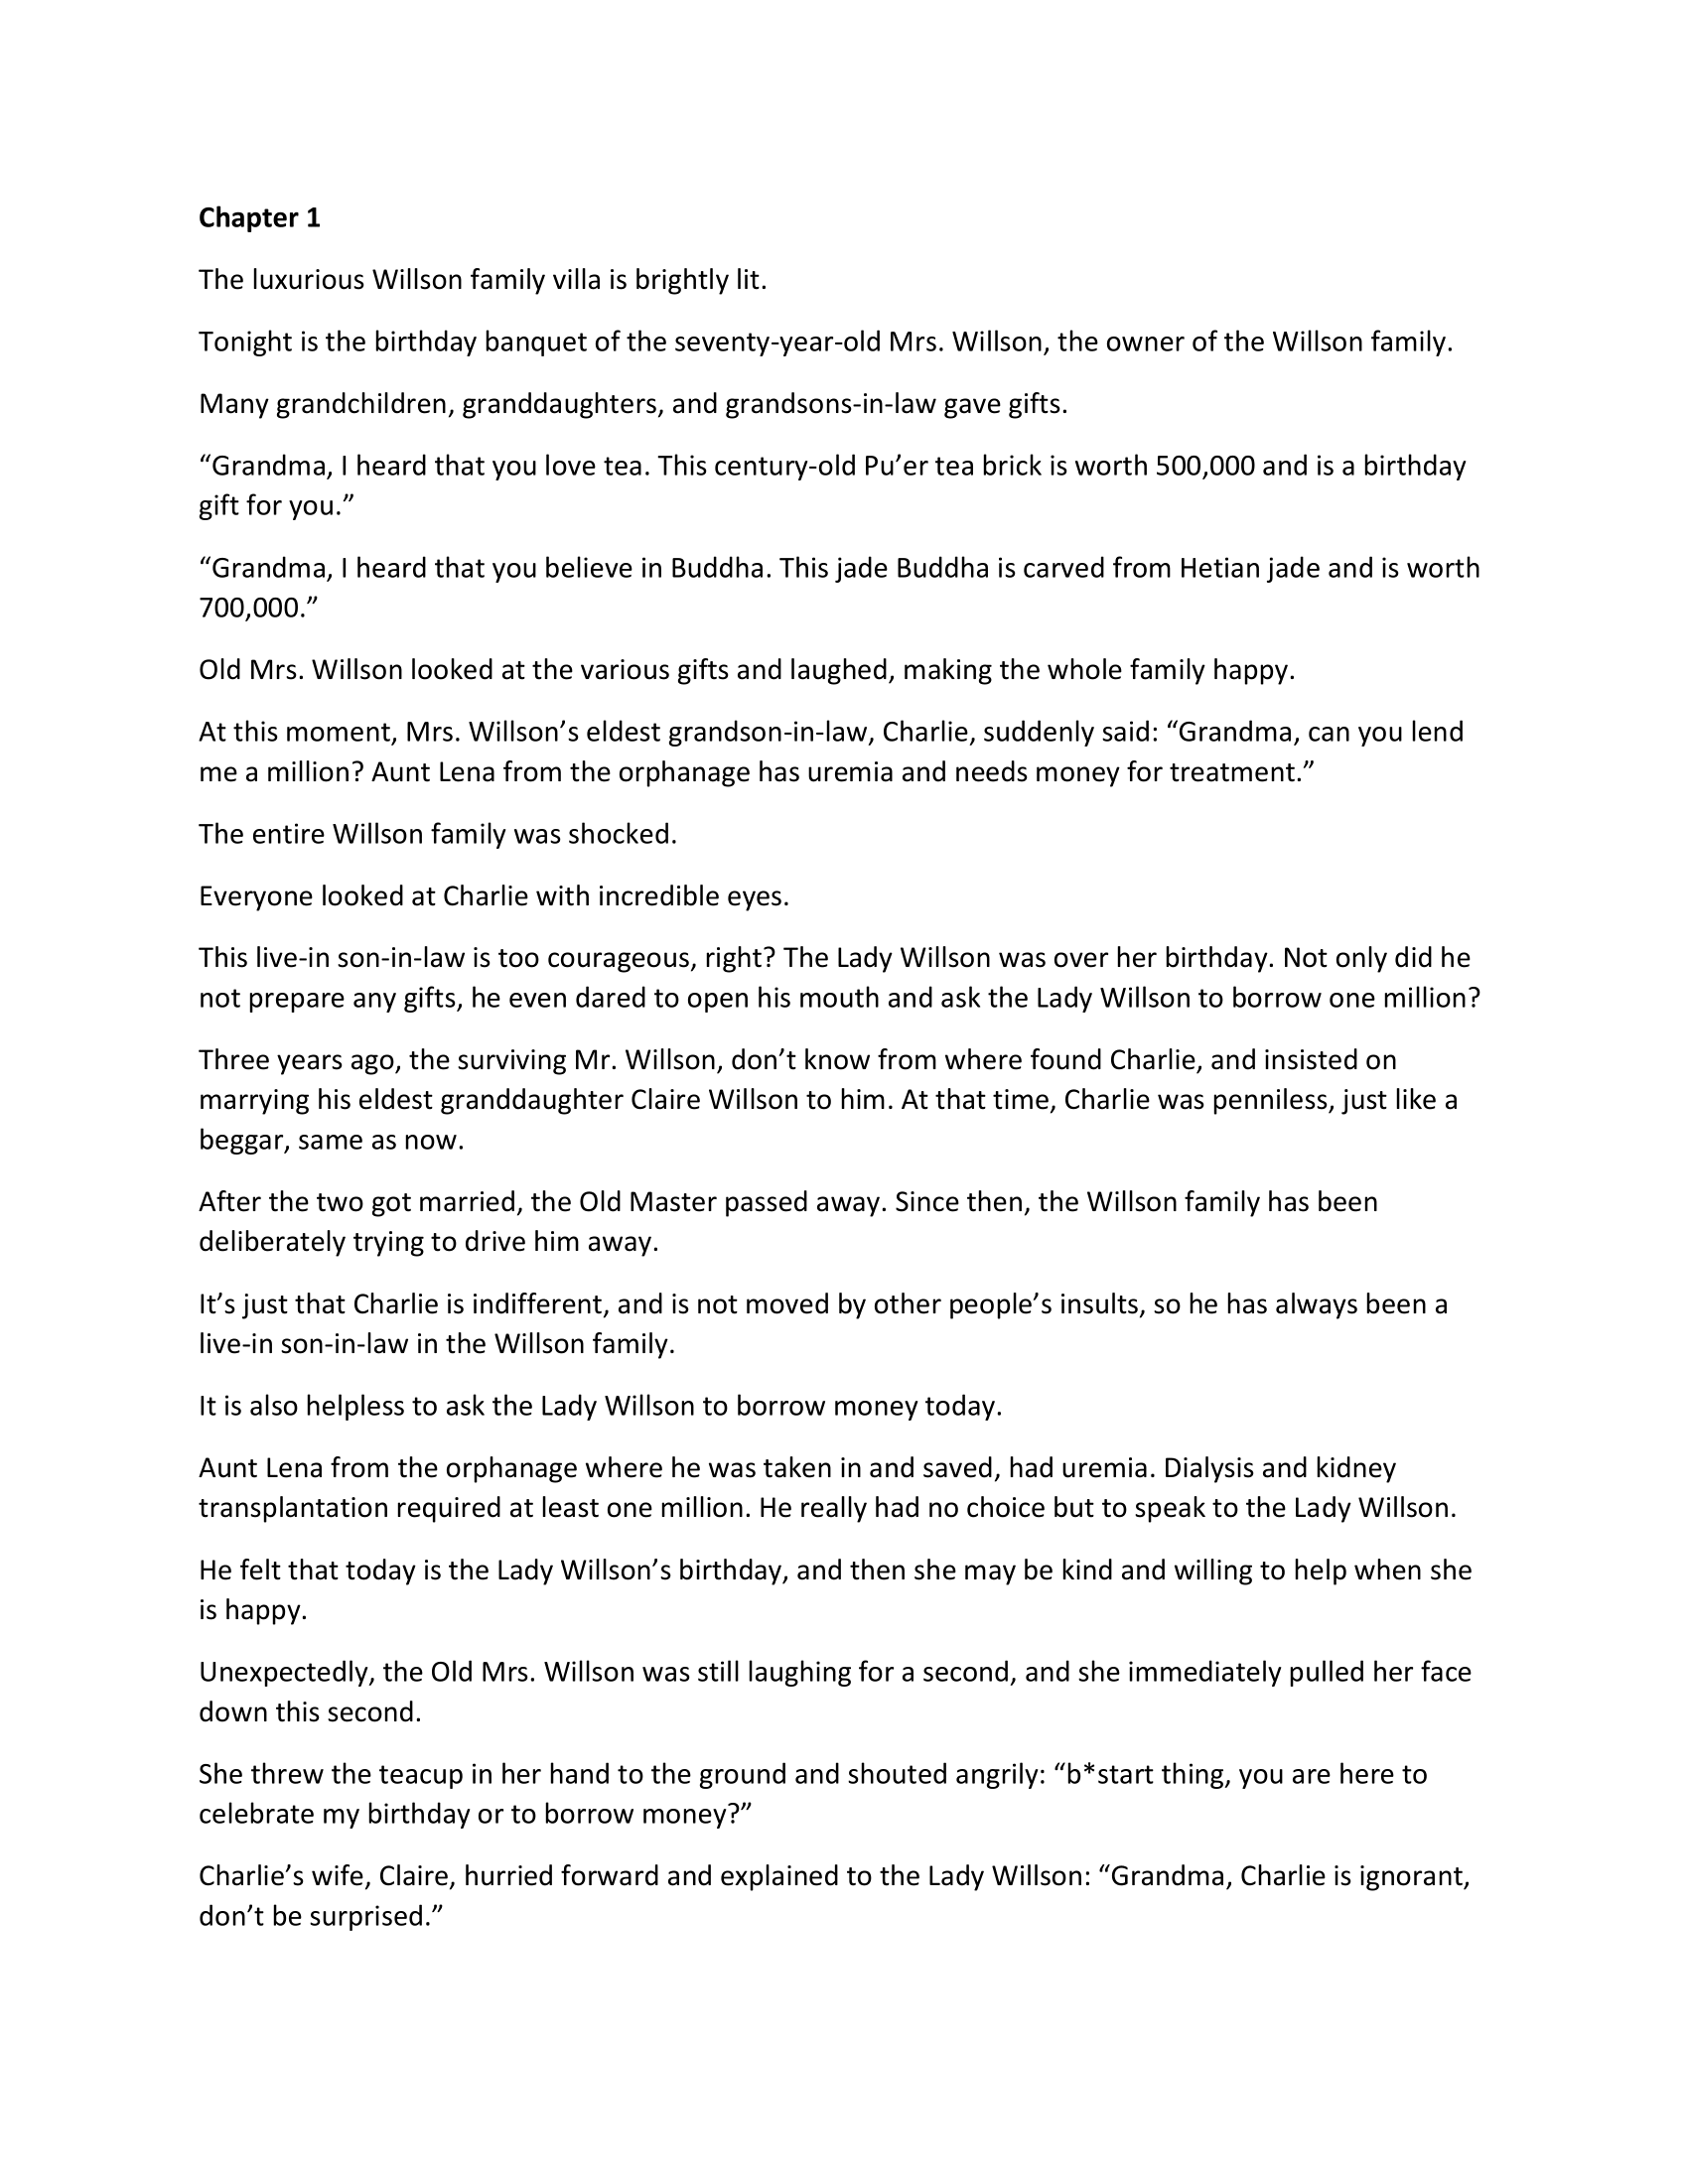 Chapter 1
The luxurious Willson family villa is brightly lit.
Tonight is the birthday banquet of the seventy-year-old Mrs. Willson, the owner of the Willson family.
Many grandchildren, granddaughters, and grandsons-in-law gave gifts.
“Grandma, I heard that you love tea. This century-old Pu’er tea brick is worth 500,000 and is a birthday
gift for you.”
“Grandma, I heard that you believe in Buddha. This jade Buddha is carved from Hetian jade and is worth
700,000.”
Old Mrs. Willson looked at the various gifts and laughed, making the whole family happy.
At this moment, Mrs. Willson’s eldest grandson-in-law, Charlie, suddenly said: “Grandma, can you lend
me a million? Aunt Lena from the orphanage has uremia and needs money for treatment.”
The entire Willson family was shocked.
Everyone looked at Charlie with incredible eyes.
This live-in son-in-law is too courageous, right? The Lady Willson was over her birthday. Not only did he
not prepare any gifts, he even dared to open his mouth and ask the Lady Willson to borrow one million?
Three years ago, the surviving Mr. Willson, don’t know from where found Charlie, and insisted on
marrying his eldest granddaughter Claire Willson to him. At that time, Charlie was penniless, just like a
beggar, same as now.
After the two got married, the Old Master passed away. Since then, the Willson family has been
deliberately trying to drive him away.
It’s just that Charlie is indifferent, and is not moved by other people’s insults, so he has always been a
live-in son-in-law in the Willson family.
It is also helpless to ask the Lady Willson to borrow money today.
Aunt Lena from the orphanage where he was taken in and saved, had uremia. Dialysis and kidney
transplantation required at least one million. He really had no choice but to speak to the Lady Willson.
He felt that today is the Lady Willson’s birthday, and then she may be kind and willing to help when she
is happy.
Unexpectedly, the Old Mrs. Willson was still laughing for a second, and she immediately pulled her face
down this second.
She threw the teacup in her hand to the ground and shouted angrily: “b*start thing, you are here to
celebrate my birthday or to borrow money?”
Charlie’s wife, Claire, hurried forward and explained to the Lady Willson: “Grandma, Charlie is ignorant,
don’t be surprised.”